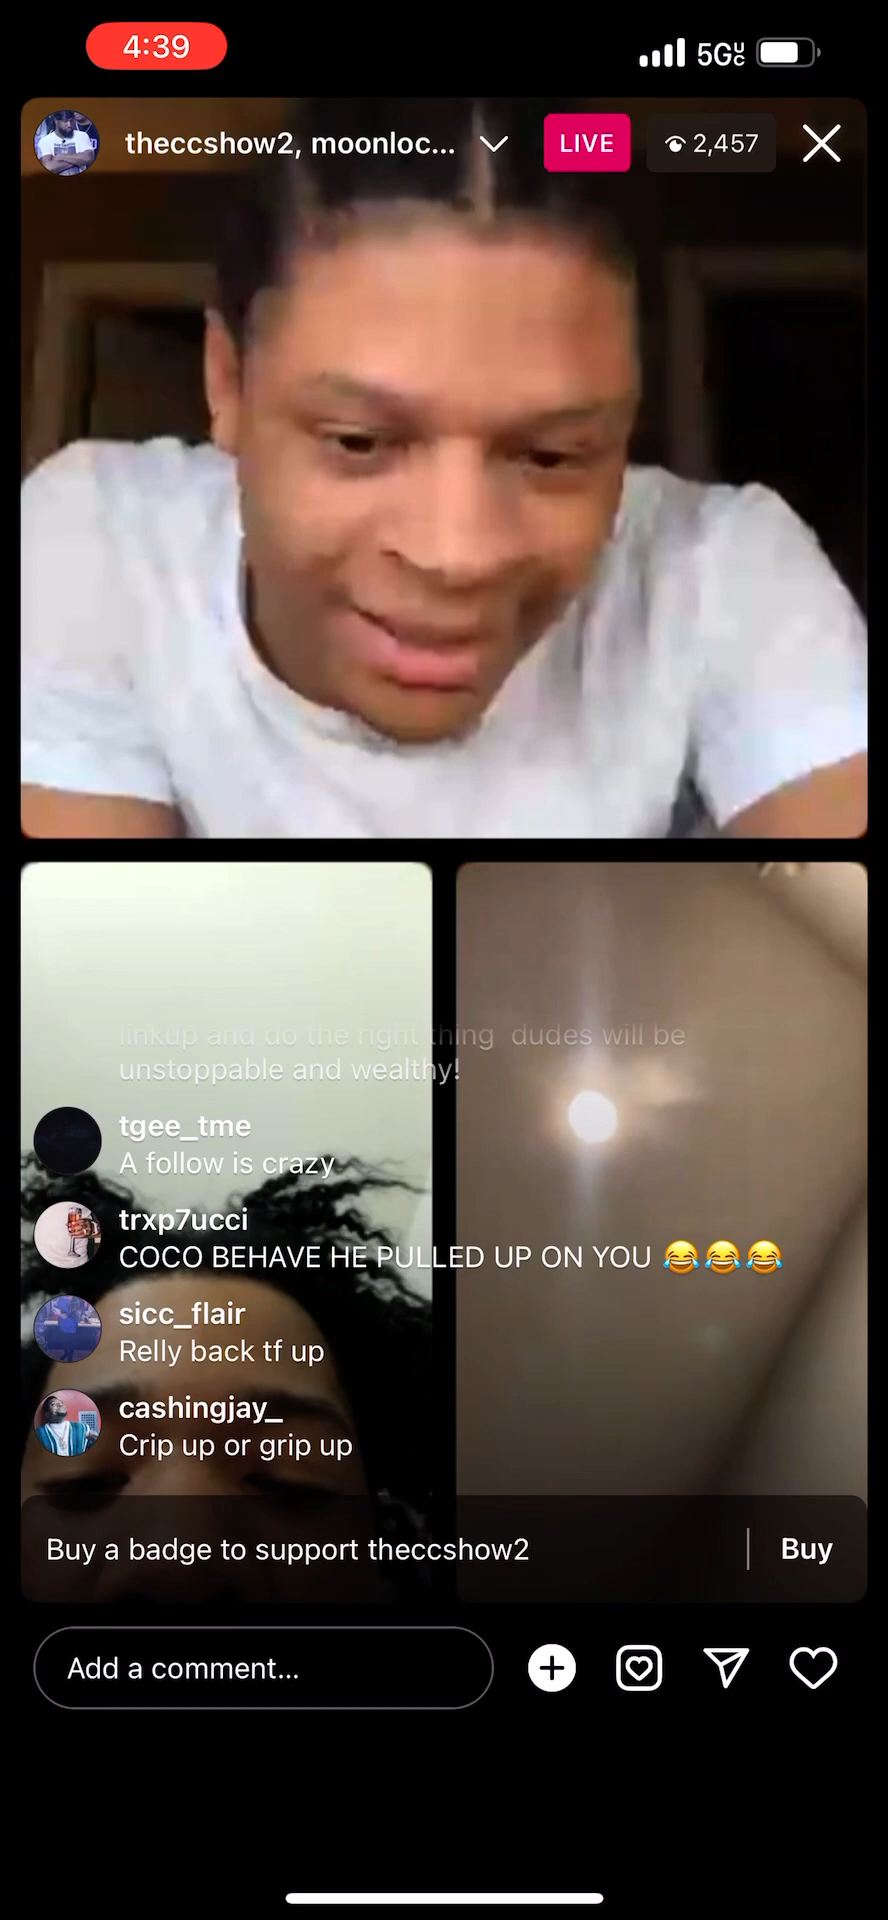 4:39
5G UC
theccshow2, moonloc...
LIVE
2,457
linkup and do the right thing  dudes will be
unstoppable and wealthy!
tgee_tme
A follow is crazy
trxp7ucci
COCO BEHAVE HE PULLED UP ON YOU 😂😂😂
sicc_flair
Relly back tf up
cashingjay_
Crip up or grip up
Buy a badge to support theccshow2
Buy
Add a comment...